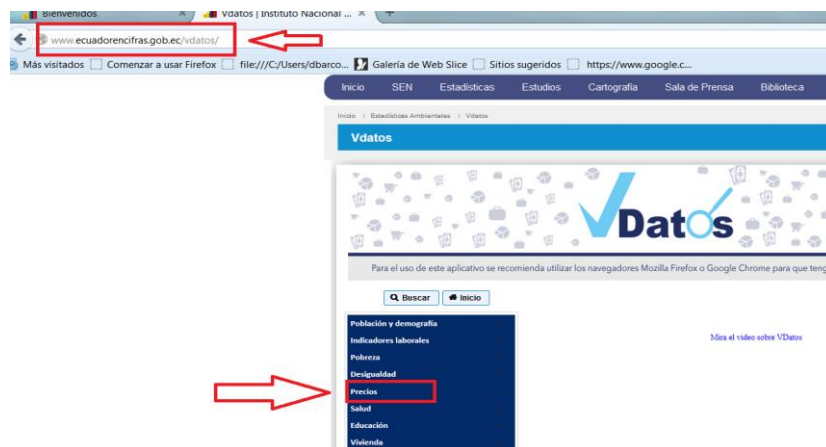 Bienvenidos × Vdatos | Instituto Nacional ... × +
www.ecuadorencifras.gob.ec/vdatos/
Más visitados Comenzar a usar Firefox file:///C:/Users/dbarco... Galería de Web Slice Sitios sugeridos https://www.google.c...
Inicio SEN Estadísticas Estudios Cartografía Sala de Prensa Biblioteca
Inicio Estadísticas Ambientales Vdatos
Vdatos
VDatos
Para el uso de este aplicativo se recomienda utilizar los navegadores Mozilla Firefox o Google Chrome para que teng
Buscar Inicio
Población y demografía
Indicadores laborales
Mira el video sobre VDatos
Pobreza
Desigualdad
Precios
Salud
Educación
Vivienda